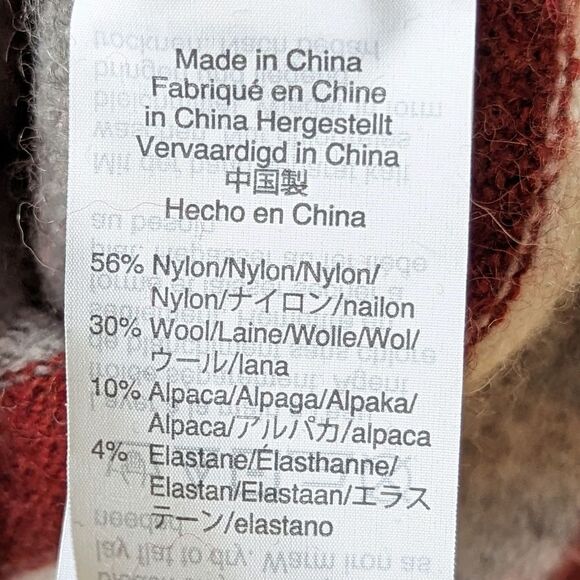 Made in China
Fabriqué en Chine
in China Hergestellt
Vervaardigd in China
中国製
Hecho en China
56% Nylon/Nylon/Nylon/
Nylon/ナイロン/nailon
30% Wool/Laine/Wolle/Wol/
ウール/lana
10% Alpaca/Alpaga/Alpaka/
Alpaca/アルパカ/alpaca
4% Elastane/Élasthanne/
Elastan/Elastaan/エラス
テーン/elastano